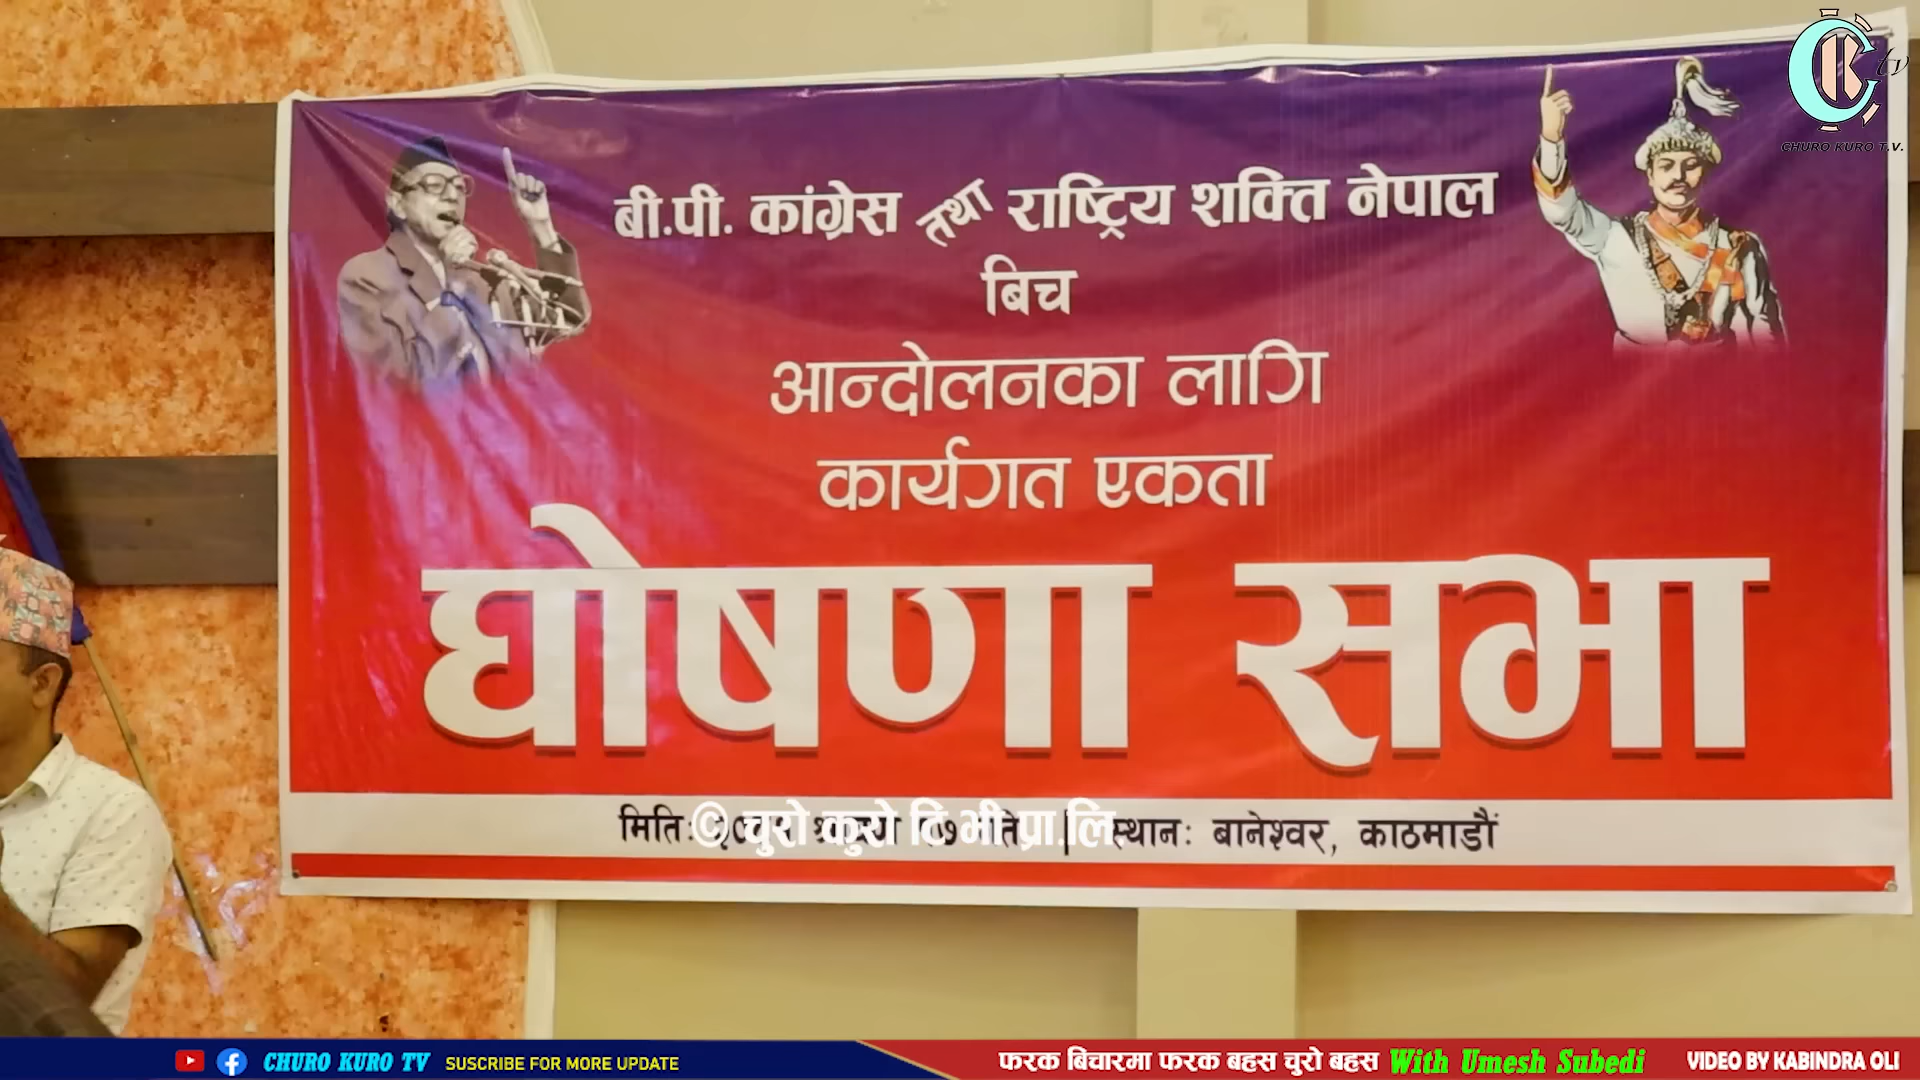 बी.पी. कांग्रेस तथा राष्ट्रिय शक्ति नेपाल
बिच
आन्दोलनका लागि
कार्यगत एकता
घोषणा सभा
मिति: स्थान: बानेश्वर, काठमाडौं
© चुरो कुरो टि भी प्रा.लि.
tv
CHURO KURO T.V.
CHURO KURO TV SUSCRIBE FOR MORE UPDATE
फरक बिचारमा फरक बहस चुरो बहस With Umesh Subedi VIDEO BY KABINDRA OLI